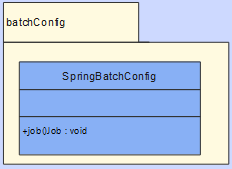 batchConfig
SpringBatchConfig
+job()Job : void